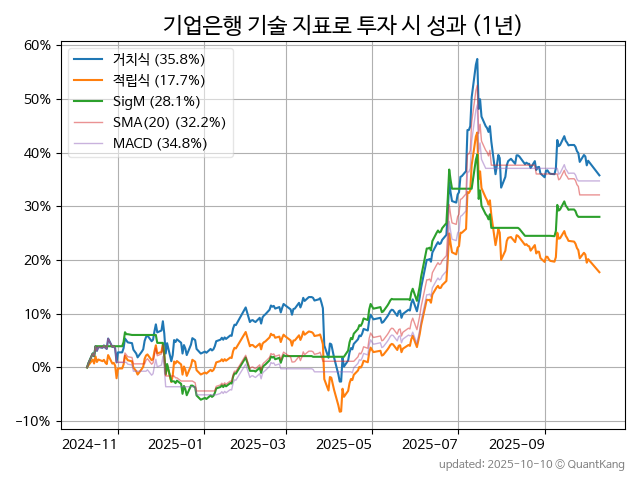 기업은행 기술 지표로 투자 시 성과 (1년)
60%
50%
40%
30%
20%
10%
0%
−10%
거치식 (35.8%)
적립식 (17.7%)
SigM (28.1%)
SMA(20) (32.2%)
MACD (34.8%)
2024-11 2025-01 2025-03 2025-05 2025-07 2025-09
updated: 2025-10-10 © QuantKang